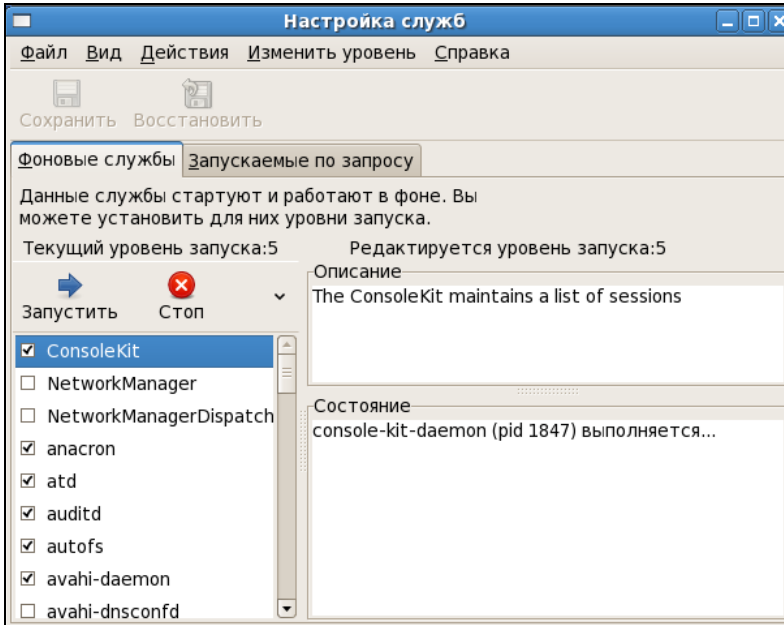 Настройка служб
Файл Вид Действия Изменить уровень Справка
Сохранить Восстановить
Фоновые службы Запускаемые по запросу
Данные службы стартуют и работают в фоне. Вы
можете установить для них уровни запуска.
Текущий уровень запуска:5 Редактируется уровень запуска:5
Запустить Стоп
ConsoleKit
NetworkManager
NetworkManagerDispatch
anacron
atd
auditd
autofs
avahi-daemon
avahi-dnsconfd
Описание
The ConsoleKit maintains a list of sessions
Состояние
console-kit-daemon (pid 1847) выполняется...